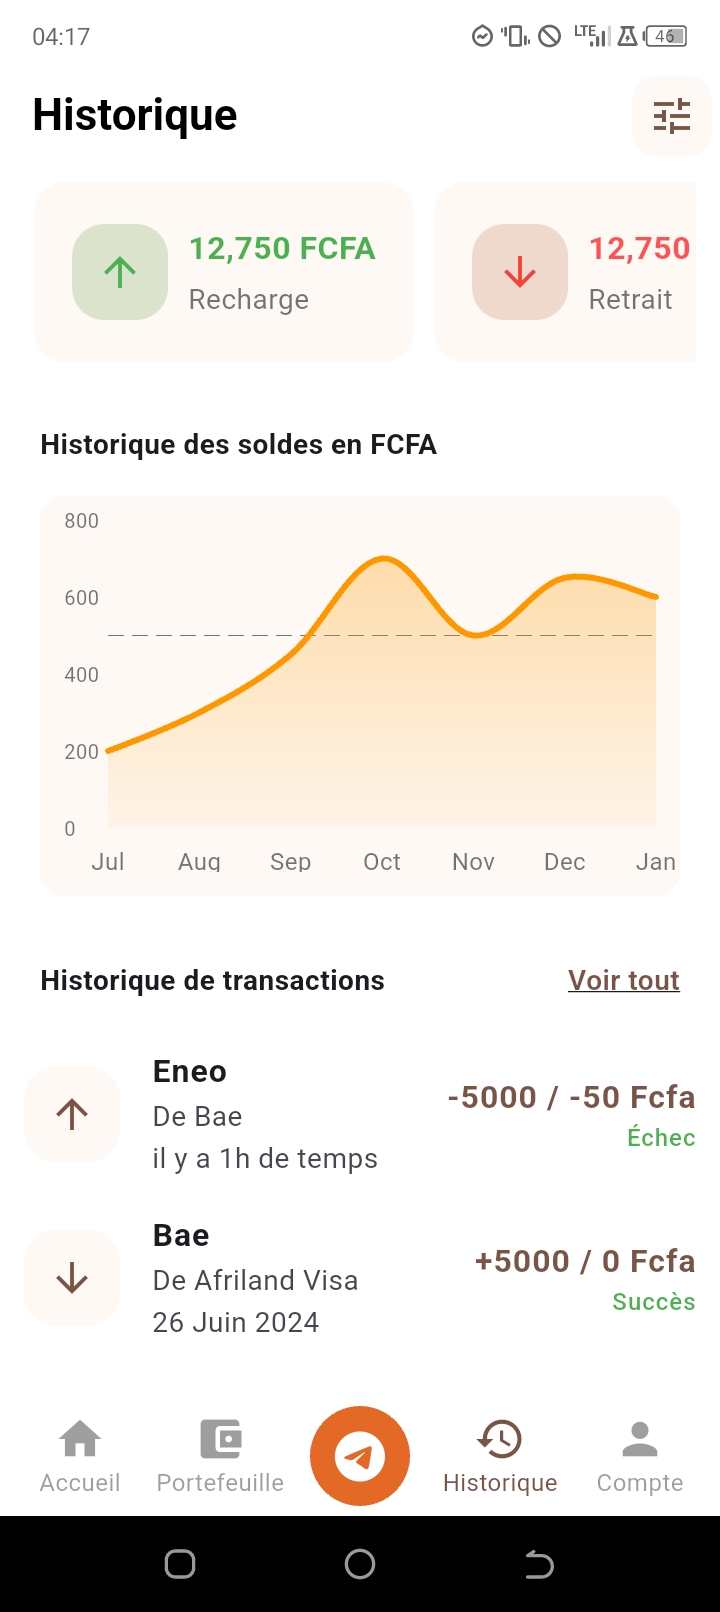 04:17
LTE
46
Historique
12,750 FCFA
Recharge
12,750
Retrait
Historique des soldes en FCFA
800
600
400
200
0
Jul Aug Sep Oct Nov Dec Jan
Historique de transactions
Voir tout
Eneo
De Bae
il y a 1h de temps
-5000 / -50 Fcfa
Échec
Bae
De Afriland Visa
26 Juin 2024
+5000 / 0 Fcfa
Succès
Accueil Portefeuille Historique Compte